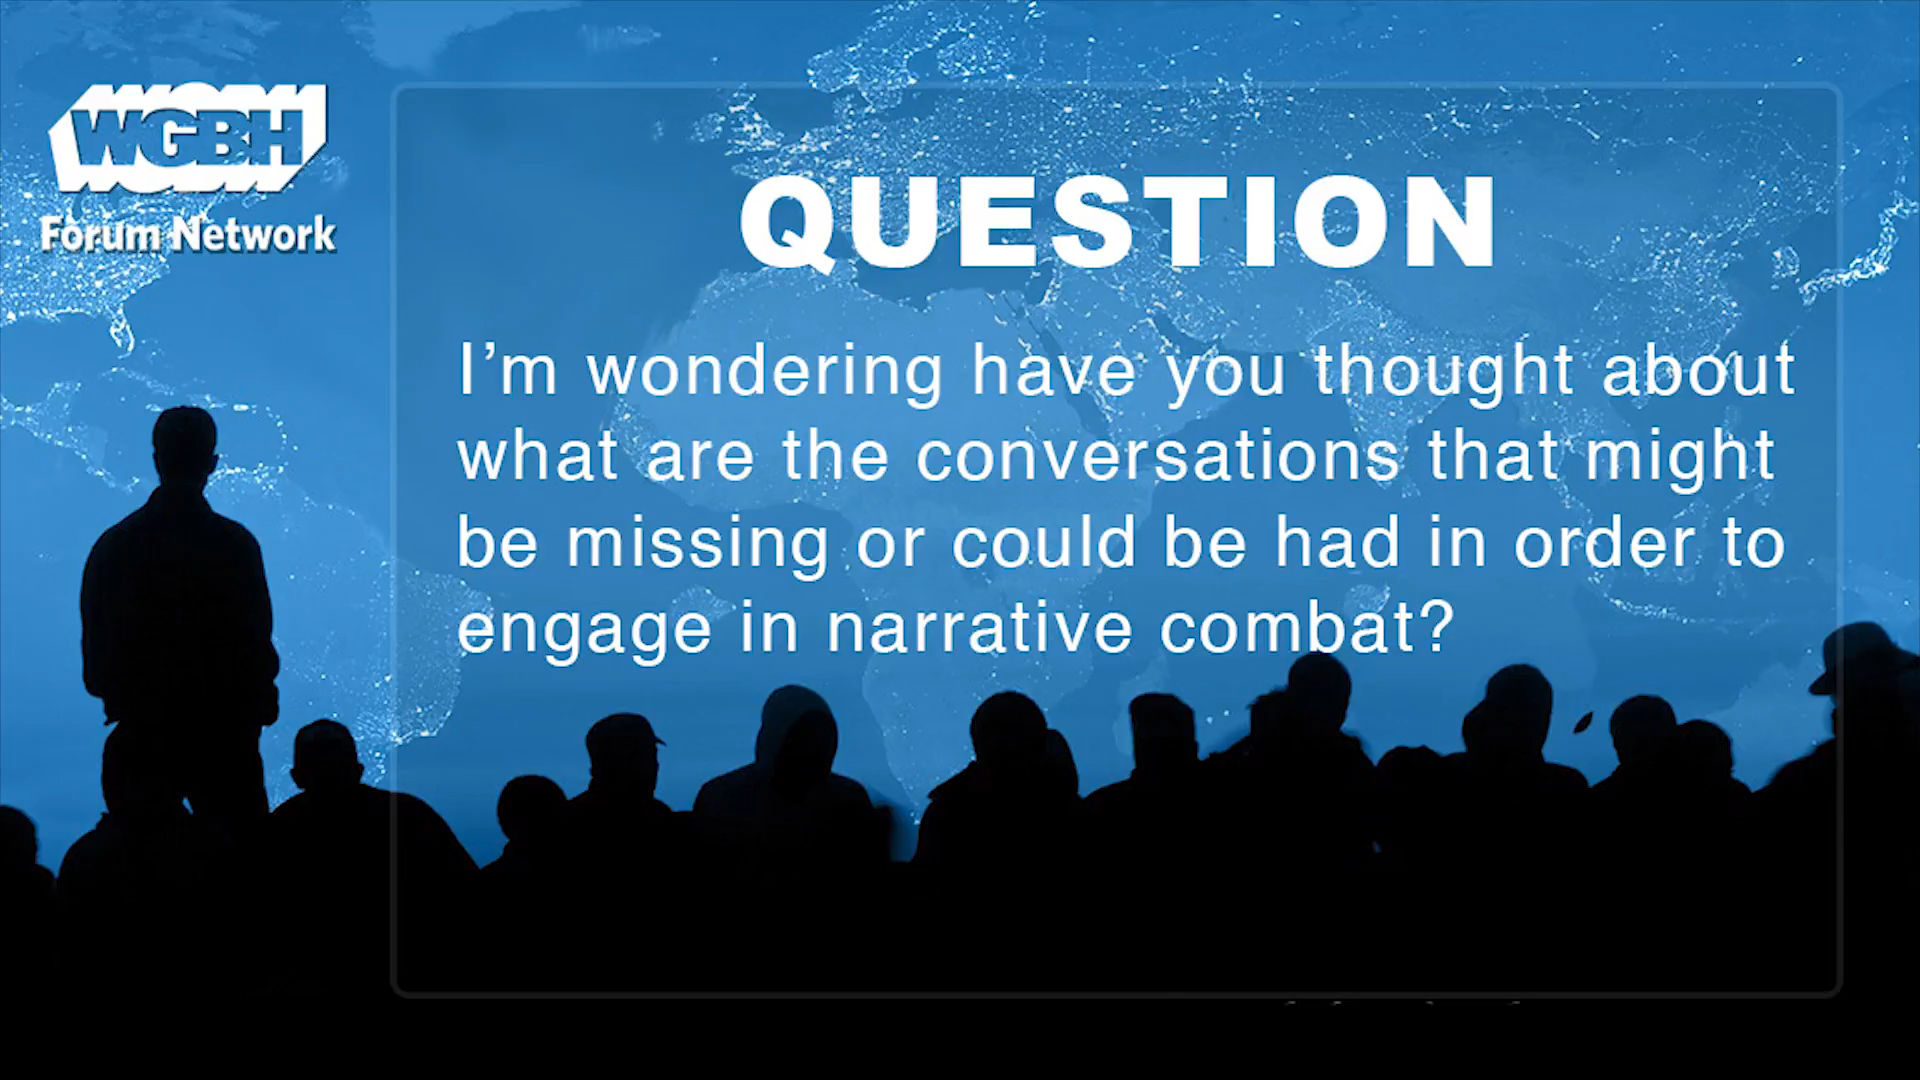 WGBH
Forum Network
QUESTION
I'm wondering have you thought about
what are the conversations that might
be missing or could be had in order to
engage in narrative combat?